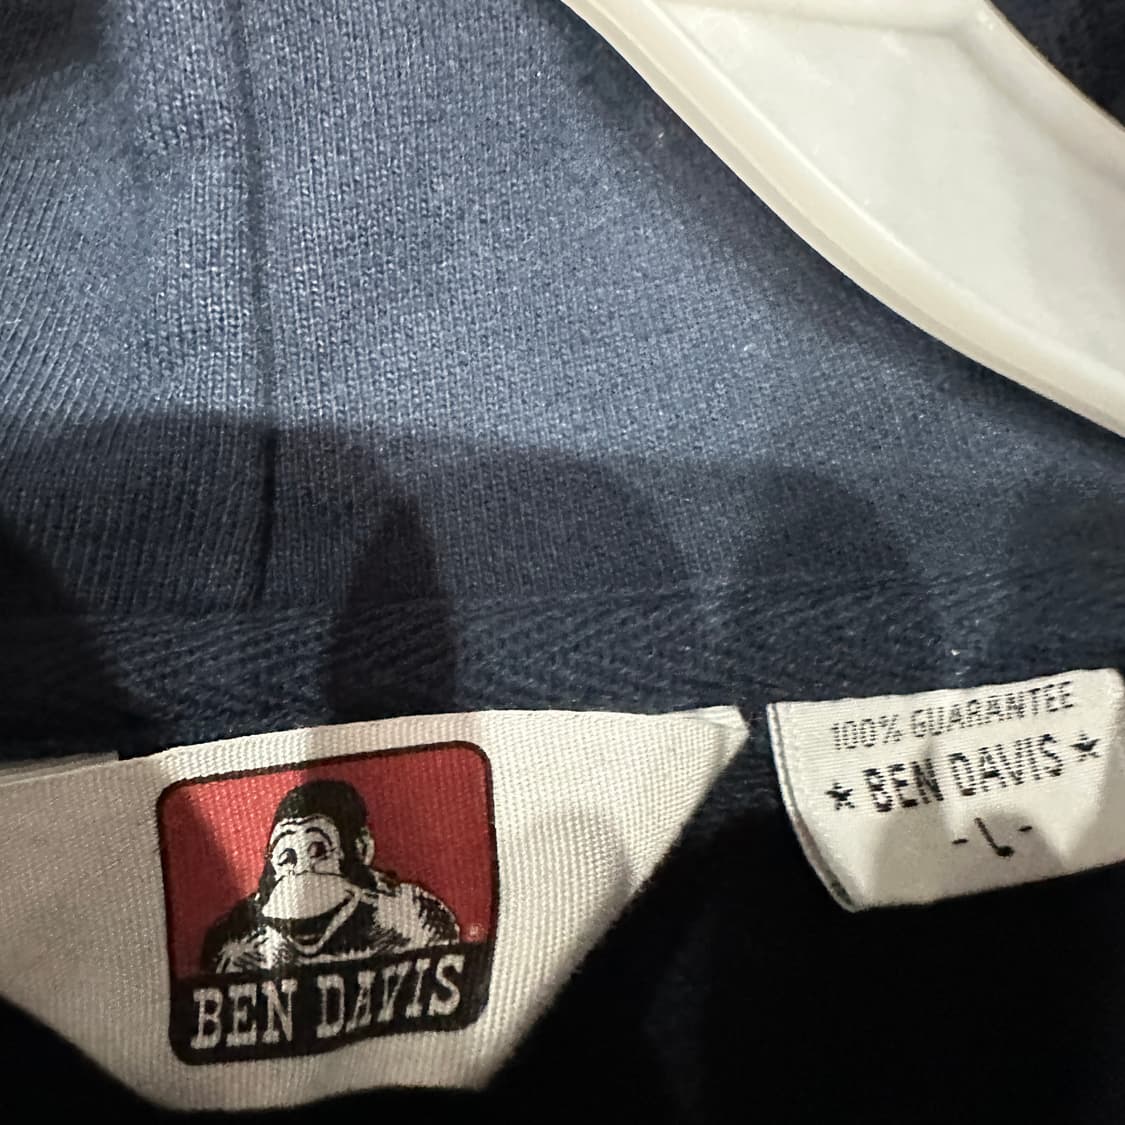 100% GUARANTEE
★ BEN DAVIS ★
- L -
BEN DAVIS
®